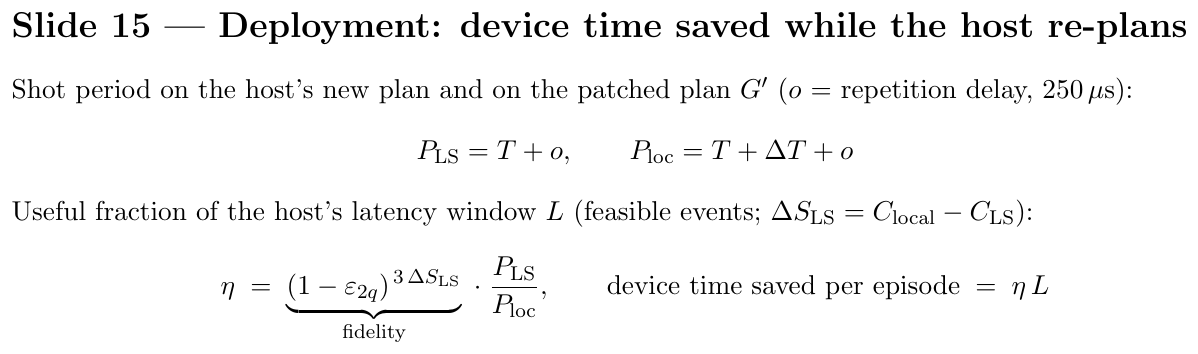 Slide 15 — Deployment: device time saved while the host re-plans
Shot period on the host's new plan and on the patched plan G′ (o = repetition delay, 250 μs):
P_LS = T + o,    P_loc = T + ΔT + o
Useful fraction of the host's latency window L (feasible events; ΔS_LS = C_local − C_LS):
η = (1 − ε_2q)^{3 ΔS_LS} · P_LS / P_loc,    device time saved per episode = η L
fidelity